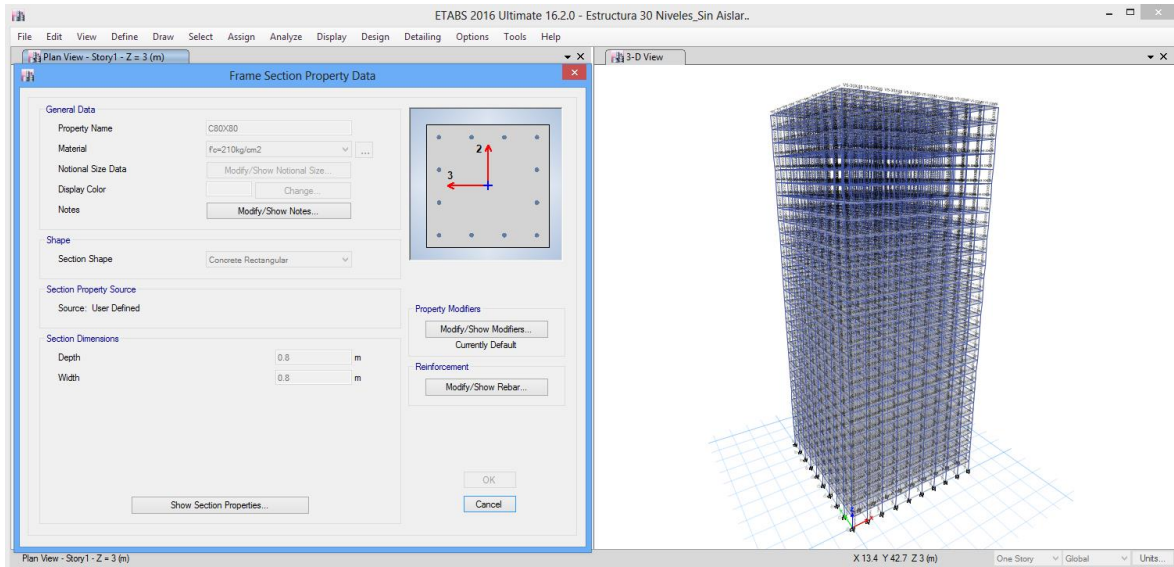 ETABS 2016 Ultimate 16.2.0 - Estructura 30 Niveles_Sin Aislar..
File Edit View Define Draw Select Assign Analyze Display Design Detailing Options Tools Help
Plan View - Story1 - Z = 3 (m)
3-D View
Frame Section Property Data
General Data
Property Name C80X80
Material f'c=210kg/cm2 ...
Notional Size Data Modify/Show Notional Size...
Display Color Change...
Notes Modify/Show Notes...
2
3
Shape
Section Shape Concrete Rectangular
Section Property Source
Source: User Defined
Section Dimensions
Depth 0.8 m
Width 0.8 m
Show Section Properties...
Property Modifiers
Modify/Show Modifiers...
Currently Default
Reinforcement
Modify/Show Rebar...
OK
Cancel
Plan View - Story1 - Z = 3 (m)
X 13.4 Y 42.7 Z 3 (m)
One Story Global Units...